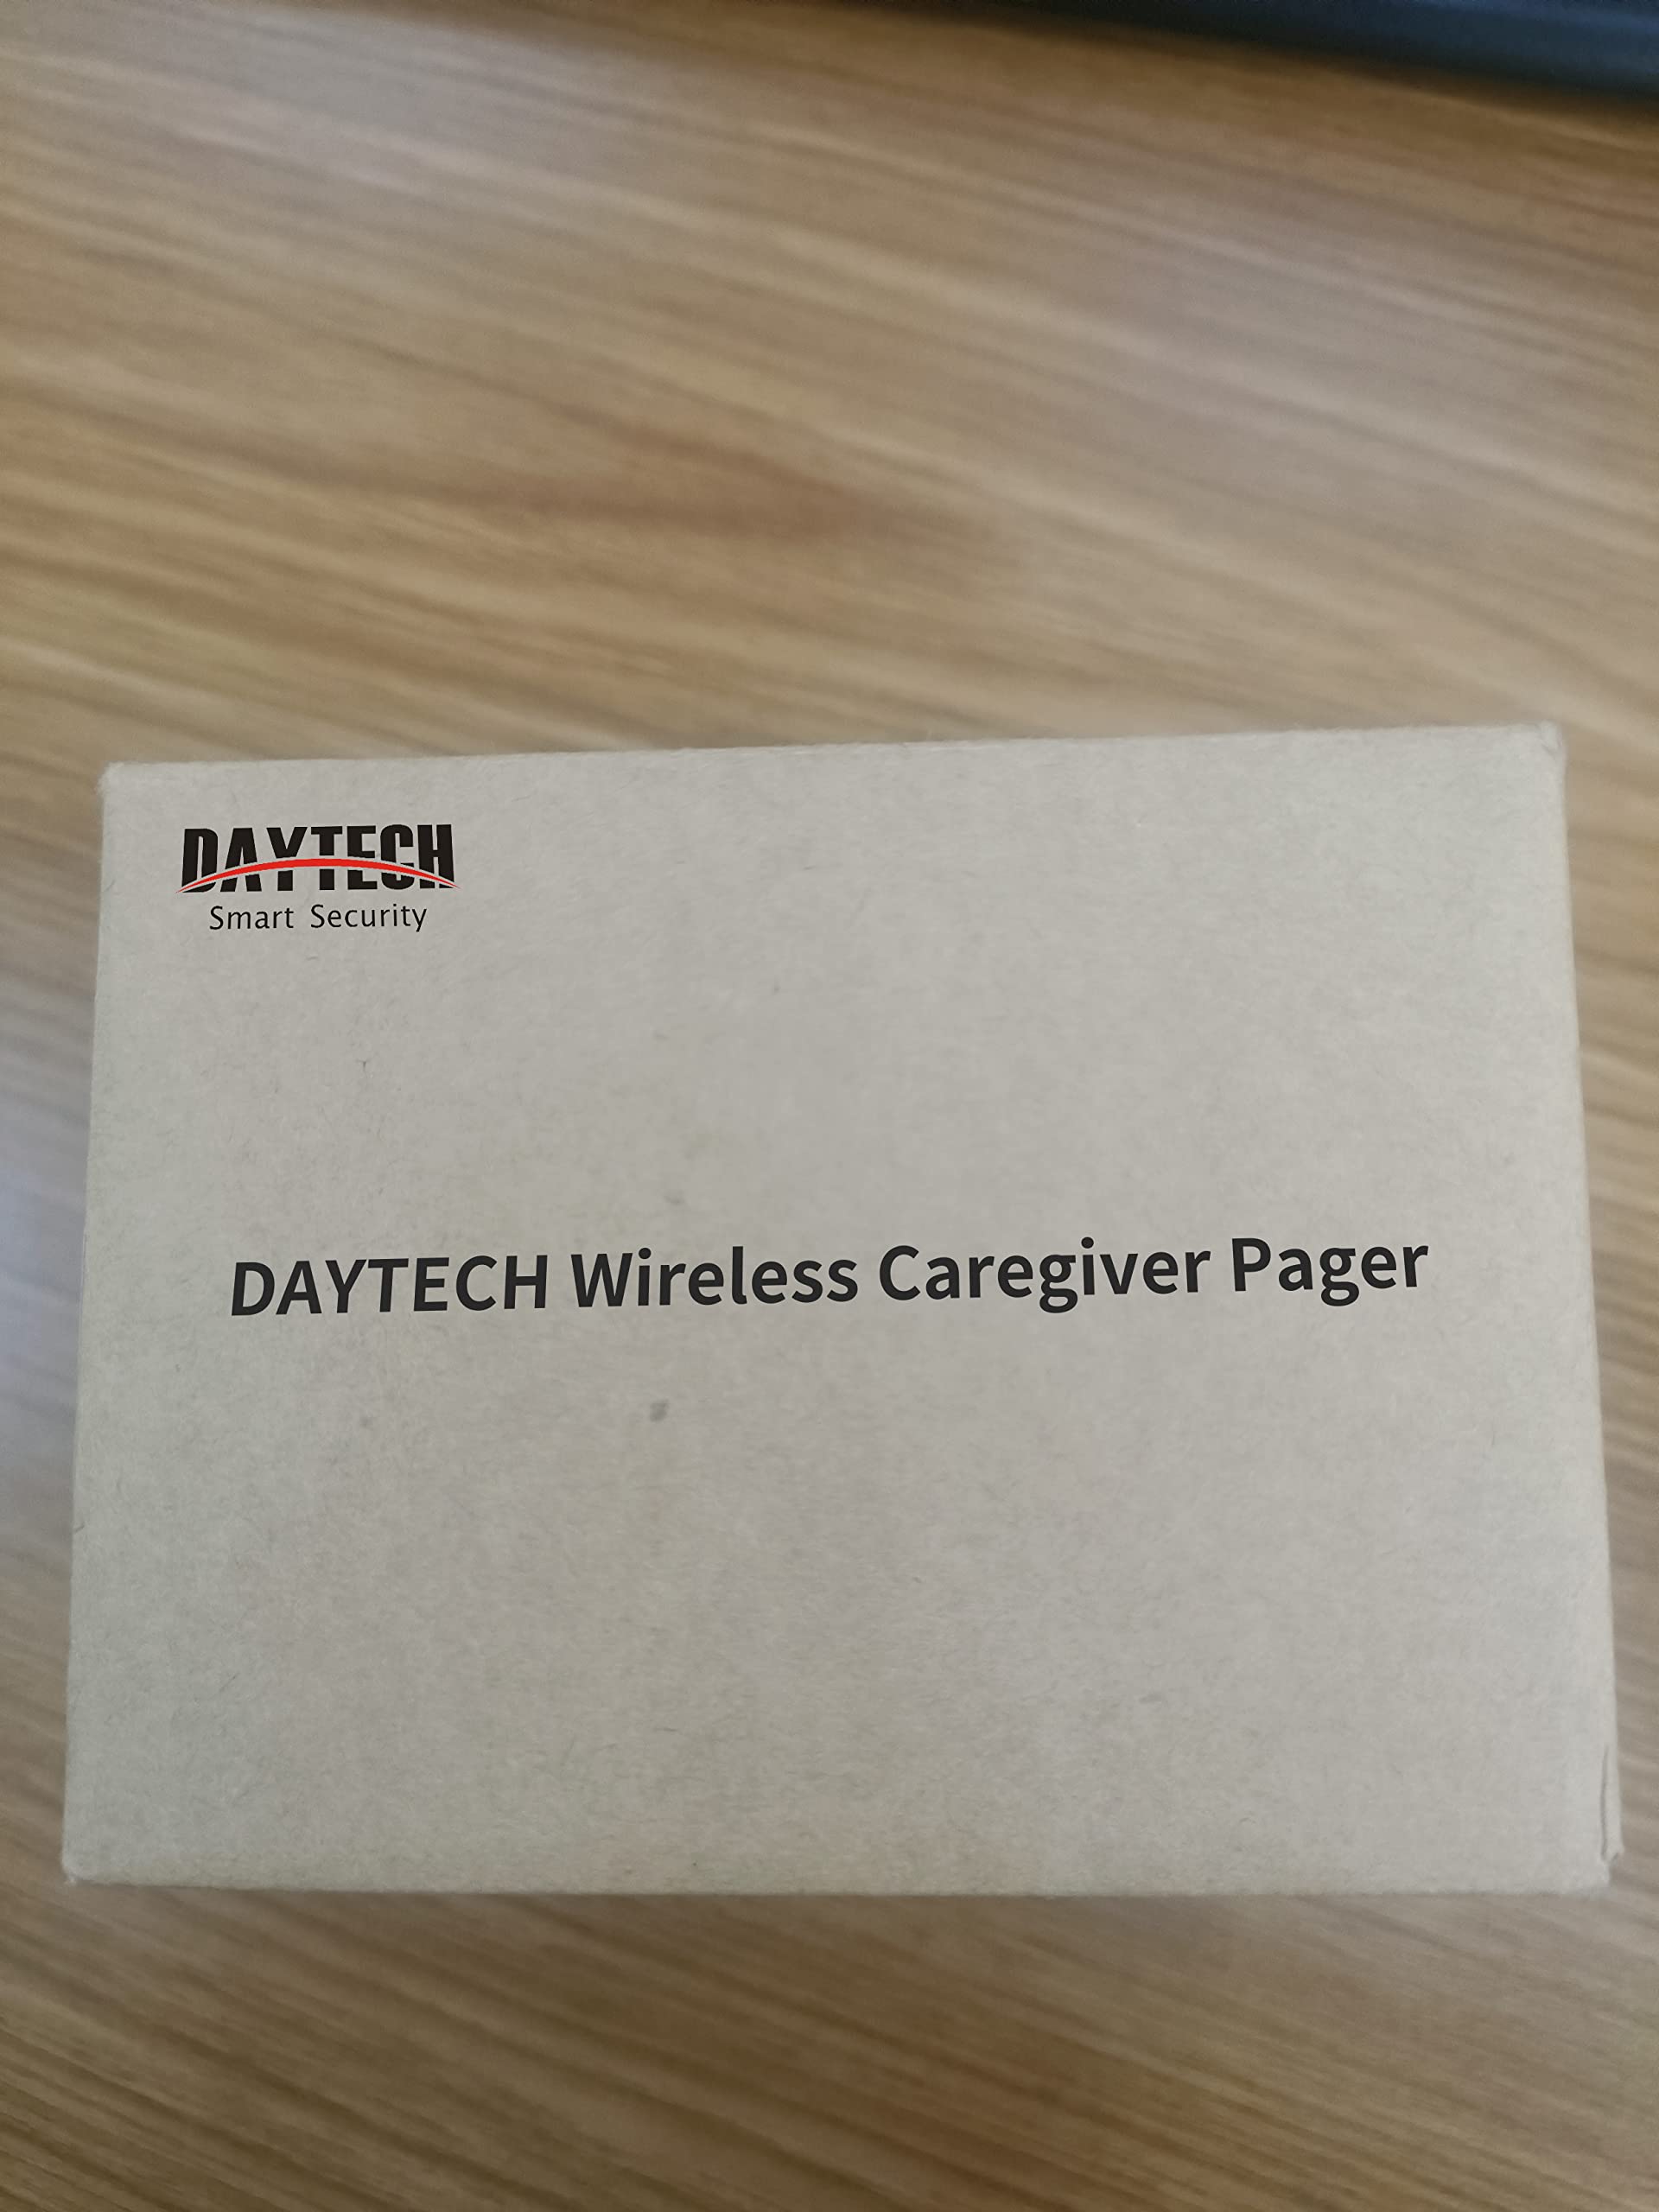 DAYTECH
Smart Security
DAYTECH Wireless Caregiver Pager